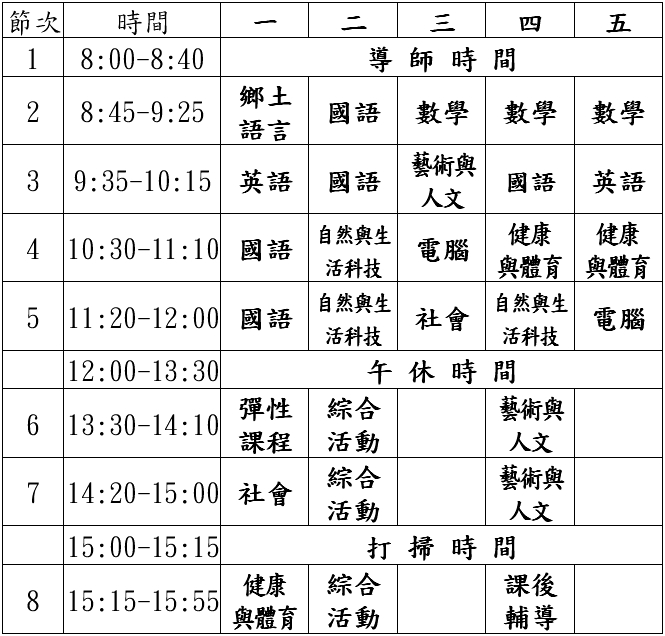 節次 時間 一 二 三 四 五
1 8:00-8:40 導 師 時 間
2 8:45-9:25 鄉土語言 國語 數學 數學 數學
3 9:35-10:15 英語 國語 藝術與人文 國語 英語
4 10:30-11:10 國語 自然與生活科技 電腦 健康與體育 健康與體育
5 11:20-12:00 國語 自然與生活科技 社會 自然與生活科技 電腦
12:00-13:30 午 休 時 間
6 13:30-14:10 彈性課程 綜合活動 藝術與人文
7 14:20-15:00 社會 綜合活動 藝術與人文
15:00-15:15 打 掃 時 間
8 15:15-15:55 健康與體育 綜合活動 課後輔導